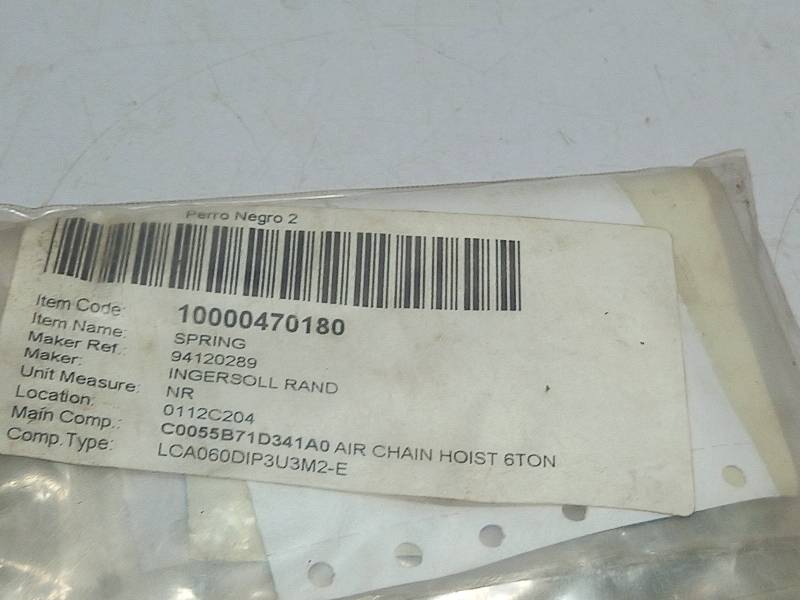 Perro Negro 2
Item Code: 10000470180
Item Name: SPRING
Maker Ref.: 94120289
Maker: INGERSOLL RAND
Unit Measure: NR
Location: 0112C204
Main Comp.: C0055B71D341A0 AIR CHAIN HOIST 6TON
Comp.Type: LCA060DIP3U3M2-E